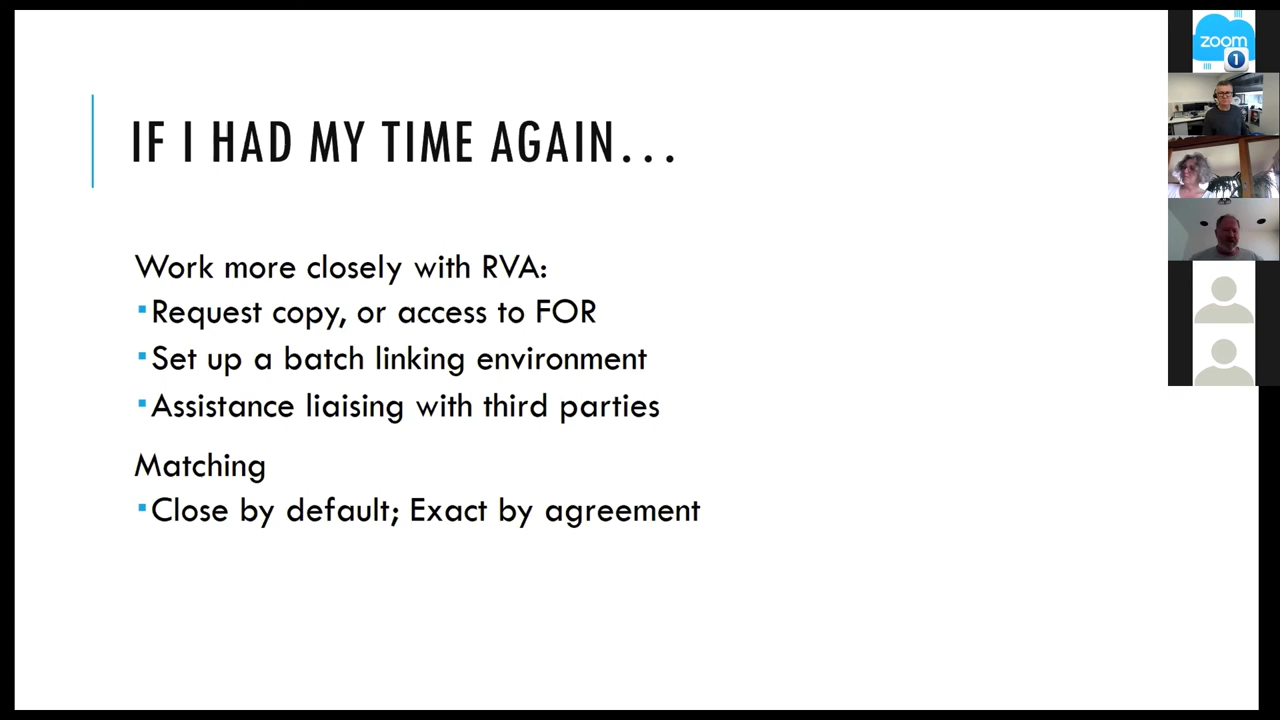 IF I HAD MY TIME AGAIN...
Work more closely with RVA:
Request copy, or access to FOR
Set up a batch linking environment
Assistance liaising with third parties
Matching
Close by default; Exact by agreement
zoom
1